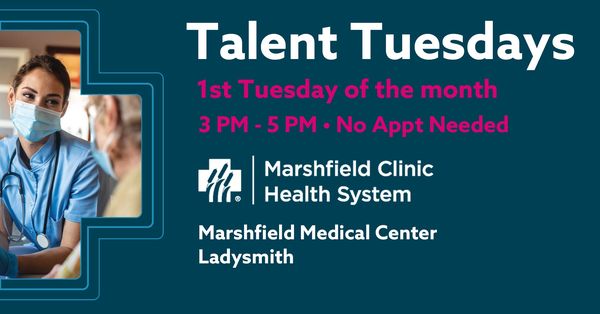 Talent Tuesdays
1st Tuesday of the month
3 PM - 5 PM • No Appt Needed
Marshfield Clinic
Health System
®
Marshfield Medical Center
Ladysmith